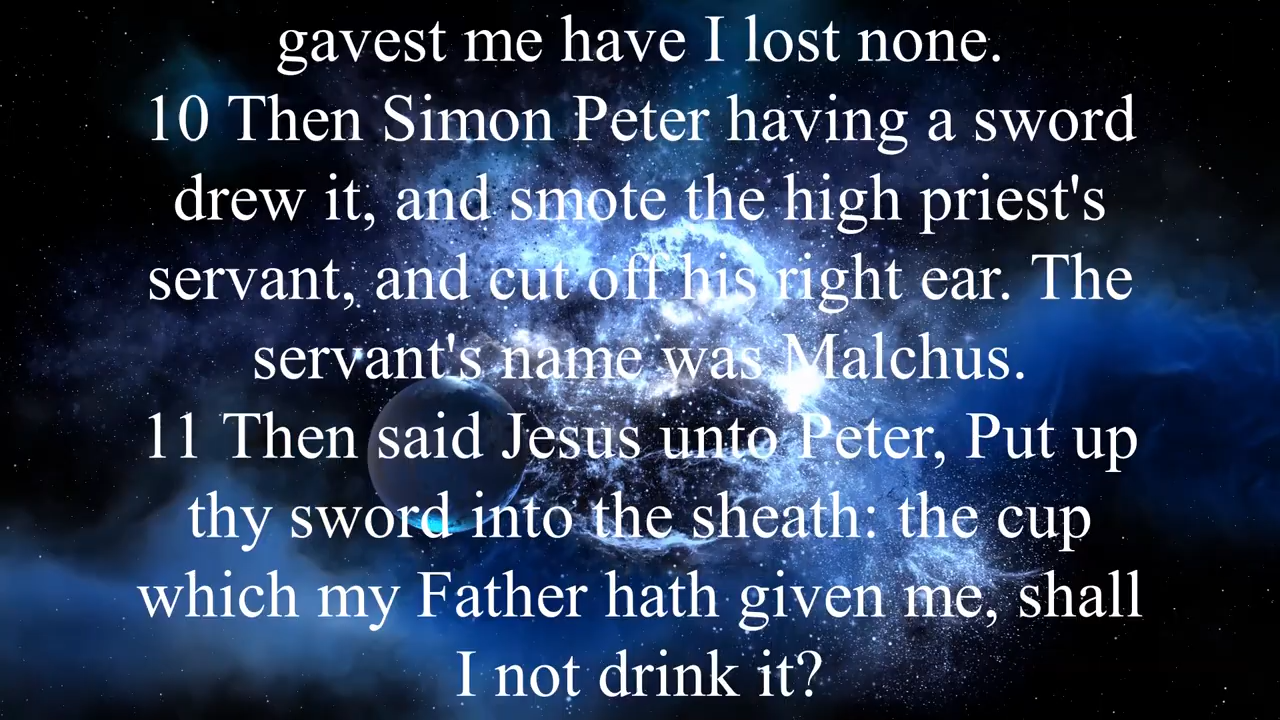 gavest me have I lost none.
10 Then Simon Peter having a sword
drew it, and smote the high priest's
servant, and cut off his right ear. The
servant's name was Malchus.
11 Then said Jesus unto Peter, Put up
thy sword into the sheath: the cup
which my Father hath given me, shall
I not drink it?